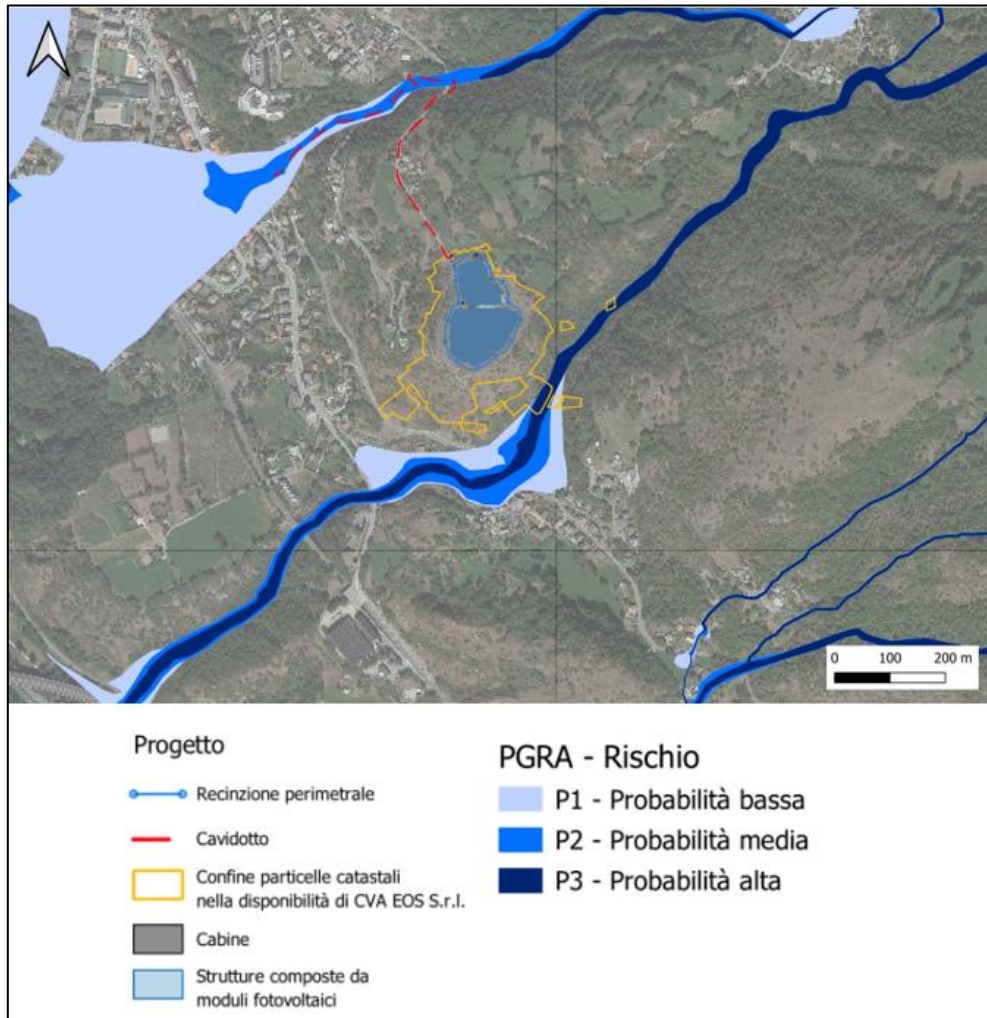 0 100 200 m
Progetto
Recinzione perimetrale
Cavidotto
Confine particelle catastali
nella disponibilità di CVA EOS S.r.l.
Cabine
Strutture composte da
moduli fotovoltaici
PGRA - Rischio
P1 - Probabilità bassa
P2 - Probabilità media
P3 - Probabilità alta